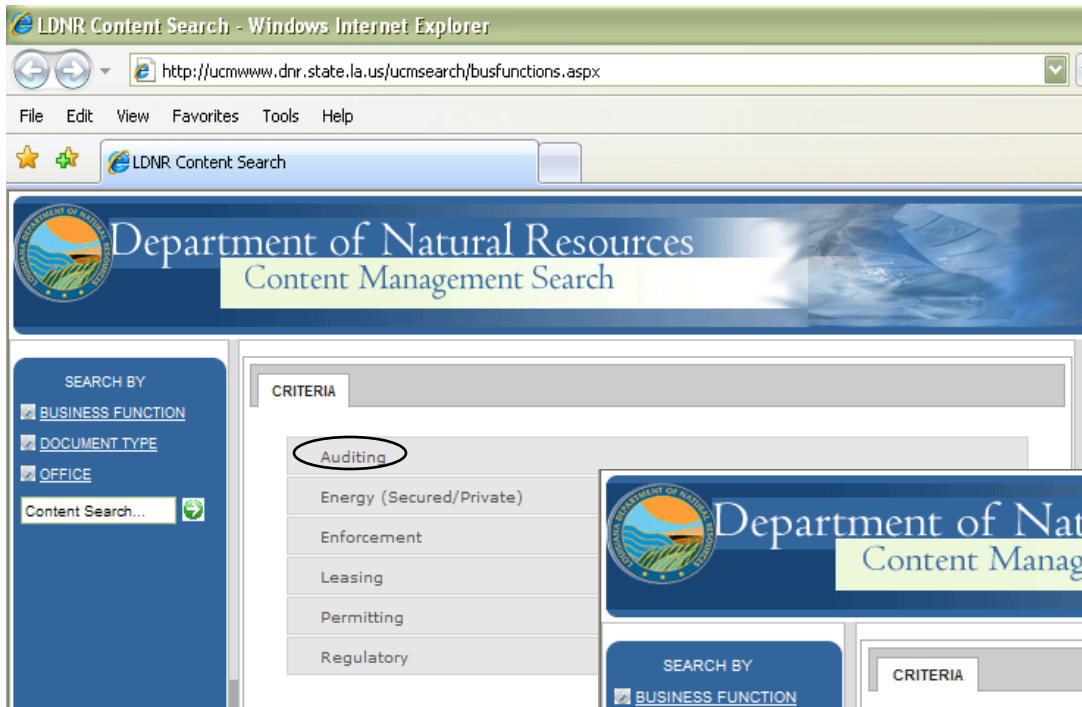 LDNR Content Search - Windows Internet Explorer
http://ucmwww.dnr.state.la.us/ucmsearch/busfunctions.aspx
File Edit View Favorites Tools Help
LDNR Content Search
Department of Natural Resources
Content Management Search
SEARCH BY
BUSINESS FUNCTION
DOCUMENT TYPE
OFFICE
Content Search...
CRITERIA
Auditing
Energy (Secured/Private)
Enforcement
Leasing
Permitting
Regulatory
Department of Nat
Content Manag
SEARCH BY
BUSINESS FUNCTION
CRITERIA